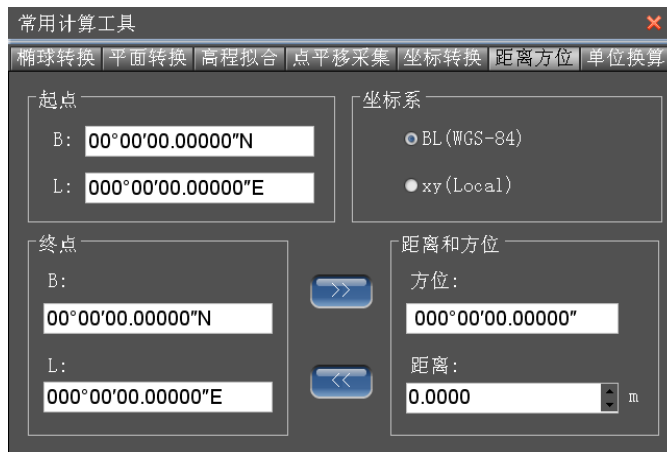 常用计算工具
椭球转换 平面转换 高程拟合 点平移采集 坐标转换 距离方位 单位换算
起点
B: 00°00'00.00000"N
L: 000°00'00.00000"E
坐标系
BL(WGS-84)
xy(Local)
终点
B:
00°00'00.00000"N
L:
000°00'00.00000"E
>>
<<
距离和方位
方位:
000°00'00.00000"
距离:
0.0000 m